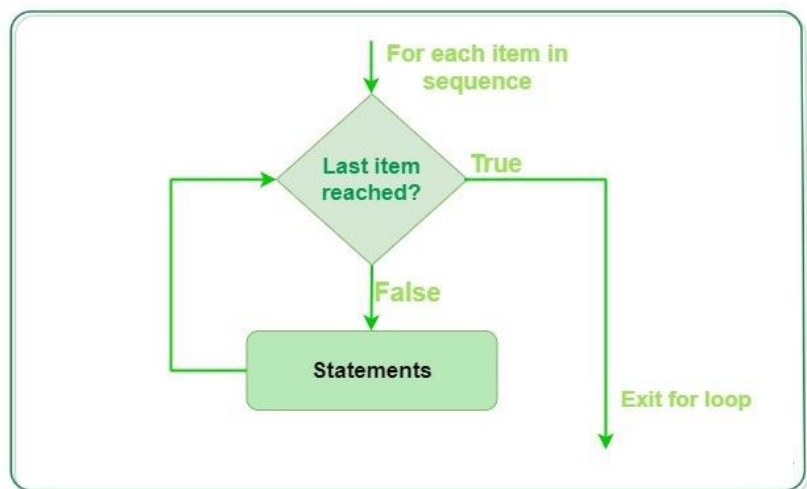 For each item in
sequence
Last item
reached?
True
False
Statements
Exit for loop